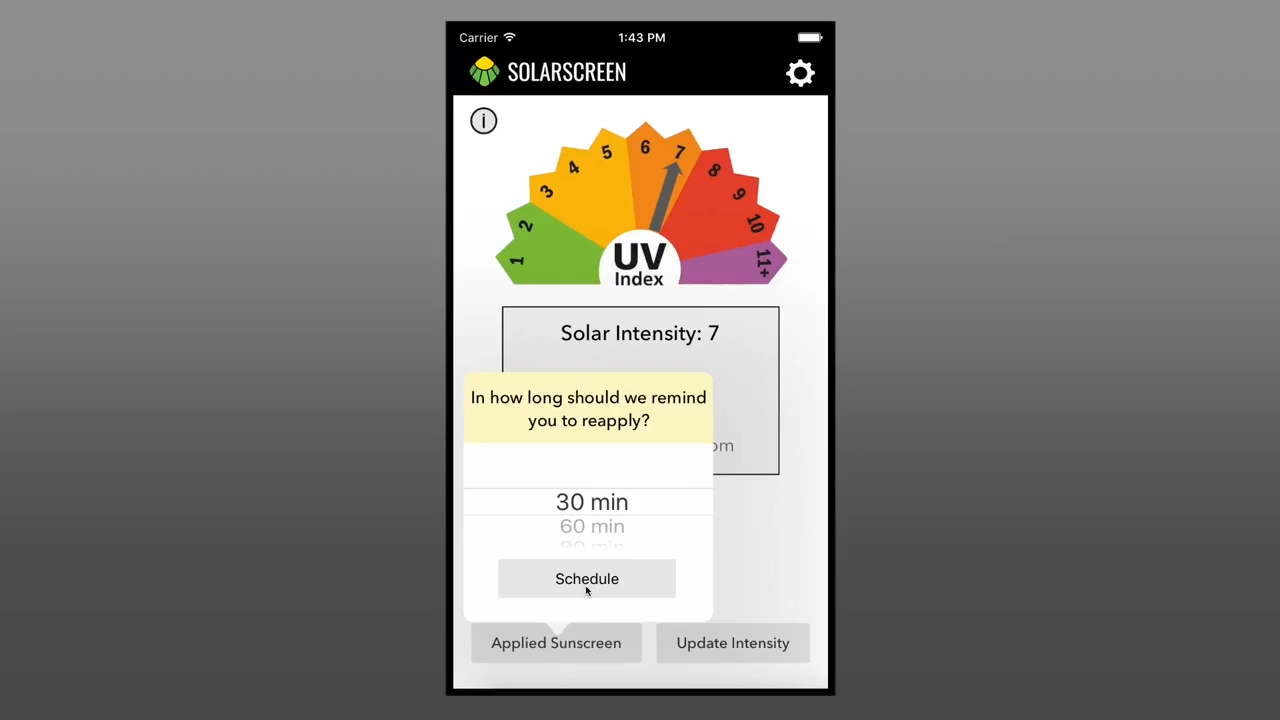 Carrier
1:43 PM
SOLARSCREEN
i
1
2
3
4
5
6
7
8
9
10
11+
UV
Index
Solar Intensity: 7
In how long should we remind
you to reapply?
om
30 min
60 min
Schedule
Applied Sunscreen
Update Intensity